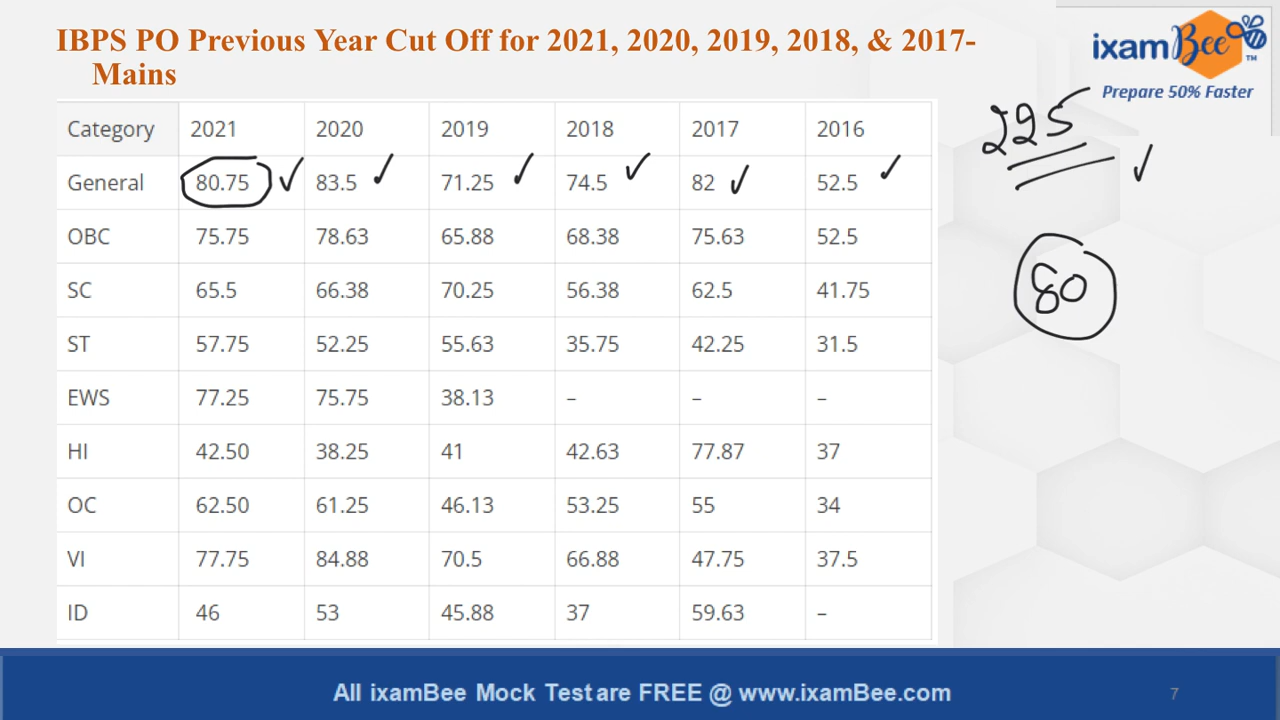 IBPS PO Previous Year Cut Off for 2021, 2020, 2019, 2018, & 2017-
Mains
ixamBee TM
Prepare 50% Faster
225
80
Category 2021 2020 2019 2018 2017 2016
General 80.75 83.5 71.25 74.5 82 52.5
OBC 75.75 78.63 65.88 68.38 75.63 52.5
SC 65.5 66.38 70.25 56.38 62.5 41.75
ST 57.75 52.25 55.63 35.75 42.25 31.5
EWS 77.25 75.75 38.13 – – –
HI 42.50 38.25 41 42.63 77.87 37
OC 62.50 61.25 46.13 53.25 55 34
VI 77.75 84.88 70.5 66.88 47.75 37.5
ID 46 53 45.88 37 59.63 –
All ixamBee Mock Test are FREE @ www.ixamBee.com
7